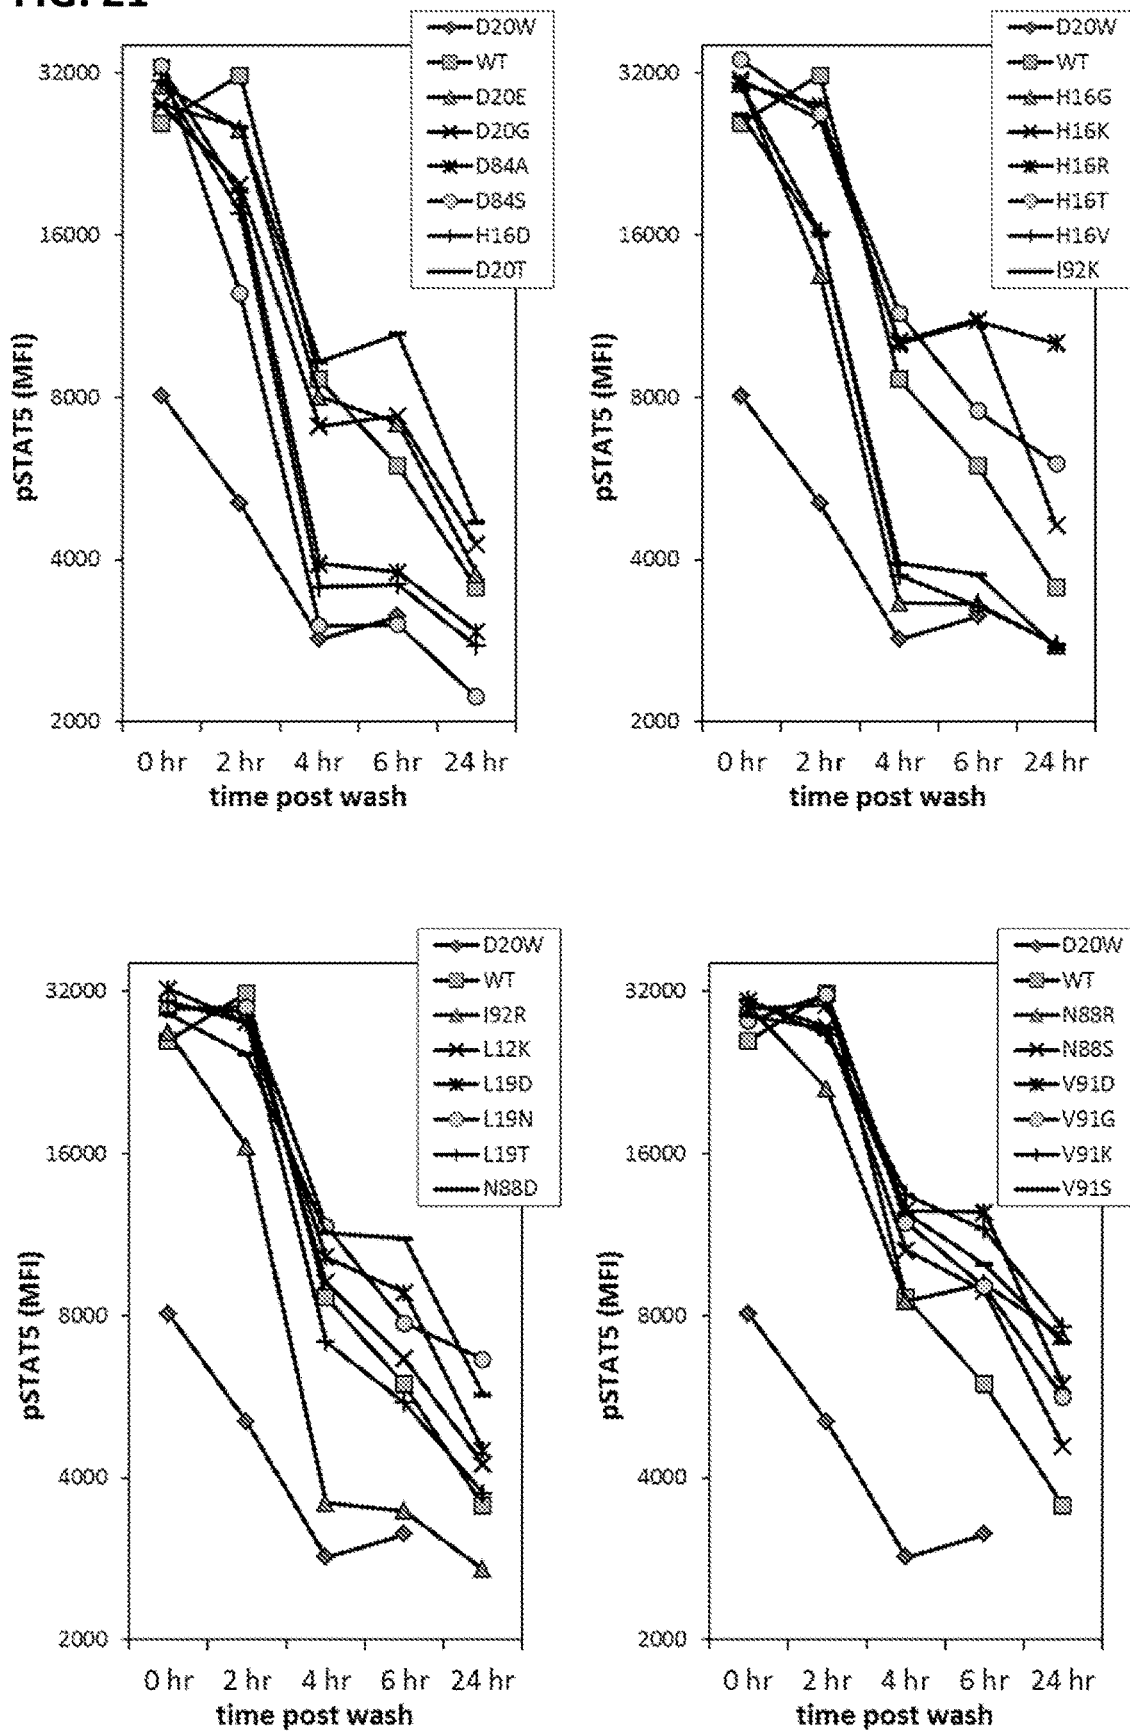 FIG. 21
D20W
WT
D20E
D20G
D84A
D84S
H16D
D20T
32000
16000
8000
4000
2000
pSTAT5 (MFI)
0 hr 2 hr 4 hr 6 hr 24 hr
time post wash
D20W
WT
H16G
H16K
H16R
H16T
H16V
I92K
32000
16000
8000
4000
2000
pSTAT5 (MFI)
0 hr 2 hr 4 hr 6 hr 24 hr
time post wash
D20W
WT
I92R
L12K
L19D
L19N
L19T
N88D
32000
16000
8000
4000
2000
pSTAT5 (MFI)
0 hr 2 hr 4 hr 6 hr 24 hr
time post wash
D20W
WT
N88R
N88S
V91D
V91G
V91K
V91S
32000
16000
8000
4000
2000
pSTAT5 (MFI)
0 hr 2 hr 4 hr 6 hr 24 hr
time post wash